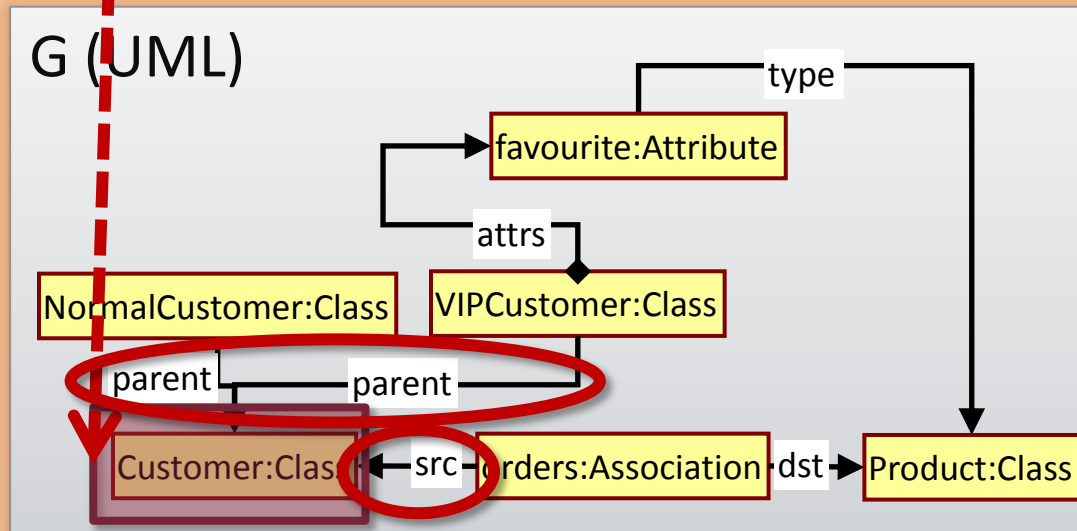 G (UML)
type
favourite:Attribute
attrs
NormalCustomer:Class
VIPCustomer:Class
parent
parent
Customer:Class
src
orders:Association
dst
Product:Class